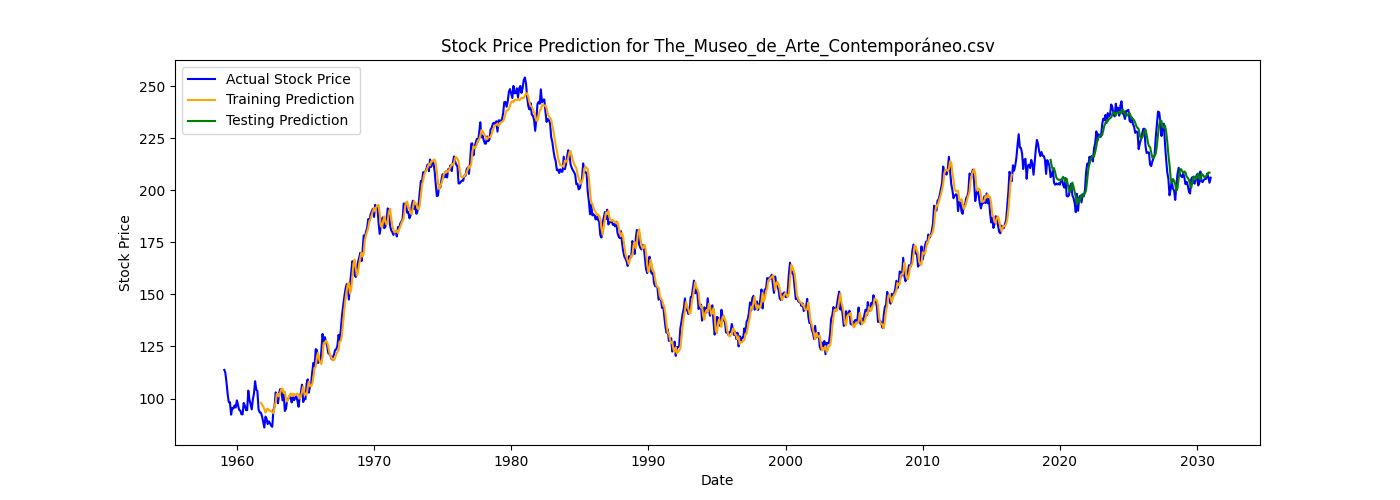 Stock Price Prediction for The_Museo_de_Arte_Contemporáneo.csv
Actual Stock Price
Training Prediction
Testing Prediction
Stock Price
250
225
200
175
150
125
100
1960 1970 1980 1990 2000 2010 2020 2030
Date